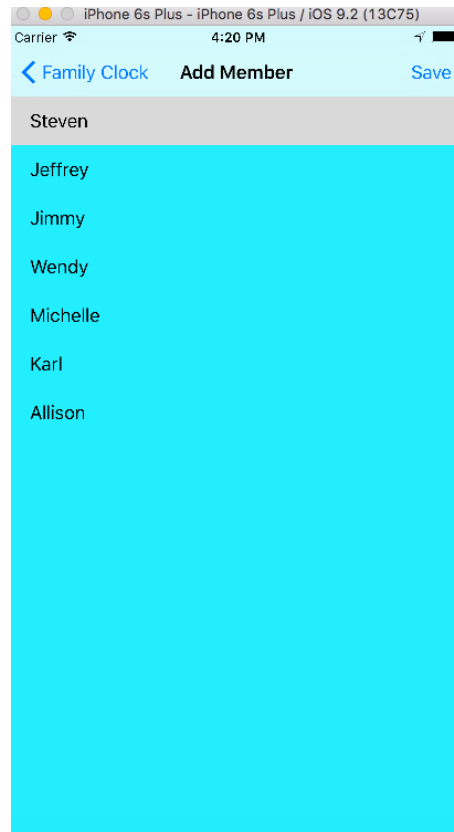 iPhone 6s Plus - iPhone 6s Plus / iOS 9.2 (13C75)
Carrier 4:20 PM
Family Clock Add Member Save
Steven
Jeffrey
Jimmy
Wendy
Michelle
Karl
Allison